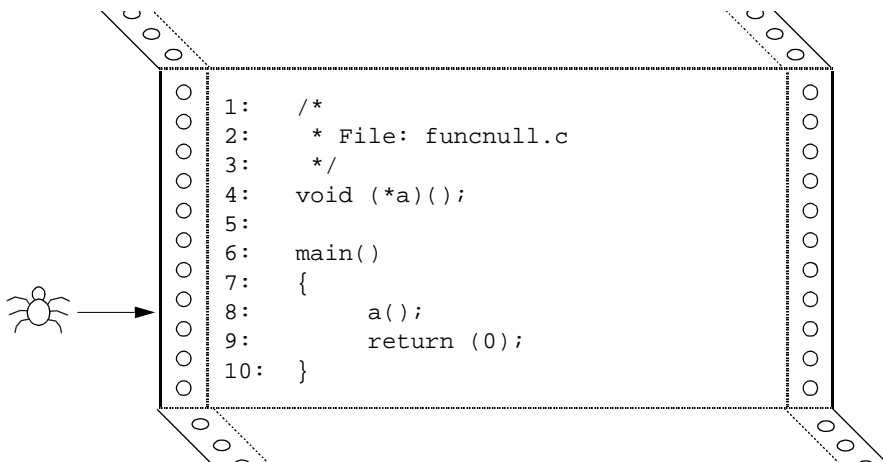 1:    /*
2:     * File: funcnull.c
3:     */
4:    void (*a)();
5:
6:    main()
7:    {
8:         a();
9:         return (0);
10:   }